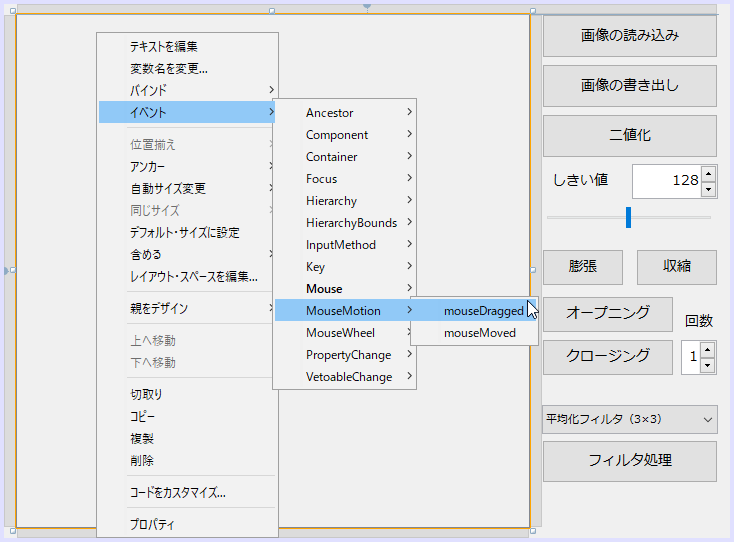 テキストを編集
変数名を変更...
バインド
イベント
位置揃え
アンカー
自動サイズ変更
同じサイズ
デフォルト・サイズに設定
含める
レイアウト・スペースを編集...
親をデザイン
上へ移動
下へ移動
切取り
コピー
複製
削除
コードをカスタマイズ...
プロパティ
Ancestor
Component
Container
Focus
Hierarchy
HierarchyBounds
InputMethod
Key
Mouse
MouseMotion
MouseWheel
PropertyChange
VetoableChange
mouseDragged
mouseMoved
画像の読み込み
画像の書き出し
二値化
しきい値 128
膨張 収縮
オープニング
回数
クロージング 1
平均化フィルタ（3×3）
フィルタ処理